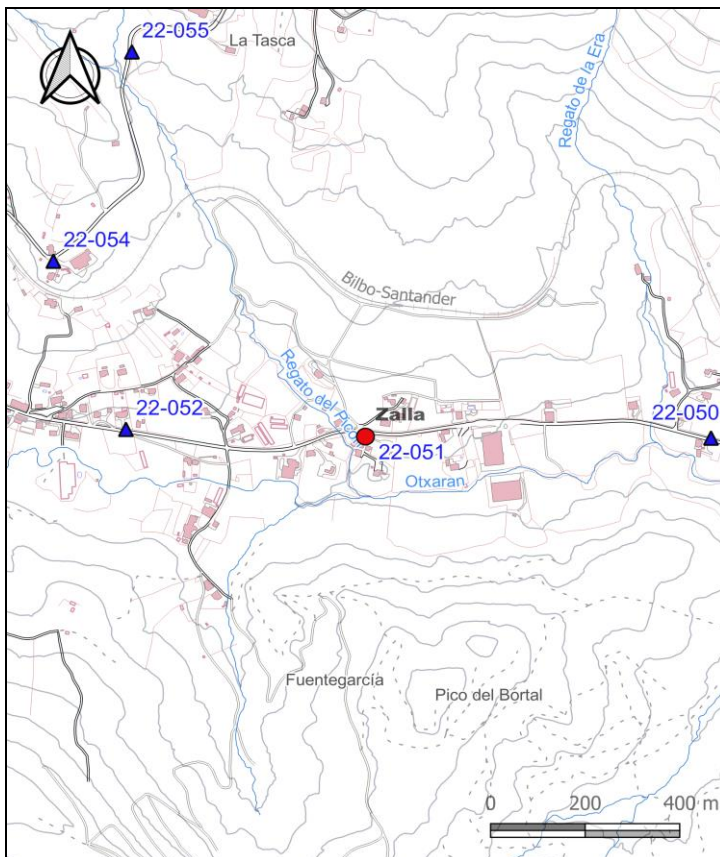 22-055
La Tasca
Regato de la Era
22-054
Bilbo-Santander
Regato del Pico
Zalla
22-052
22-050
22-051
Otxaran
Fuentegarcía
Pico del Bortal
0 200 400 m